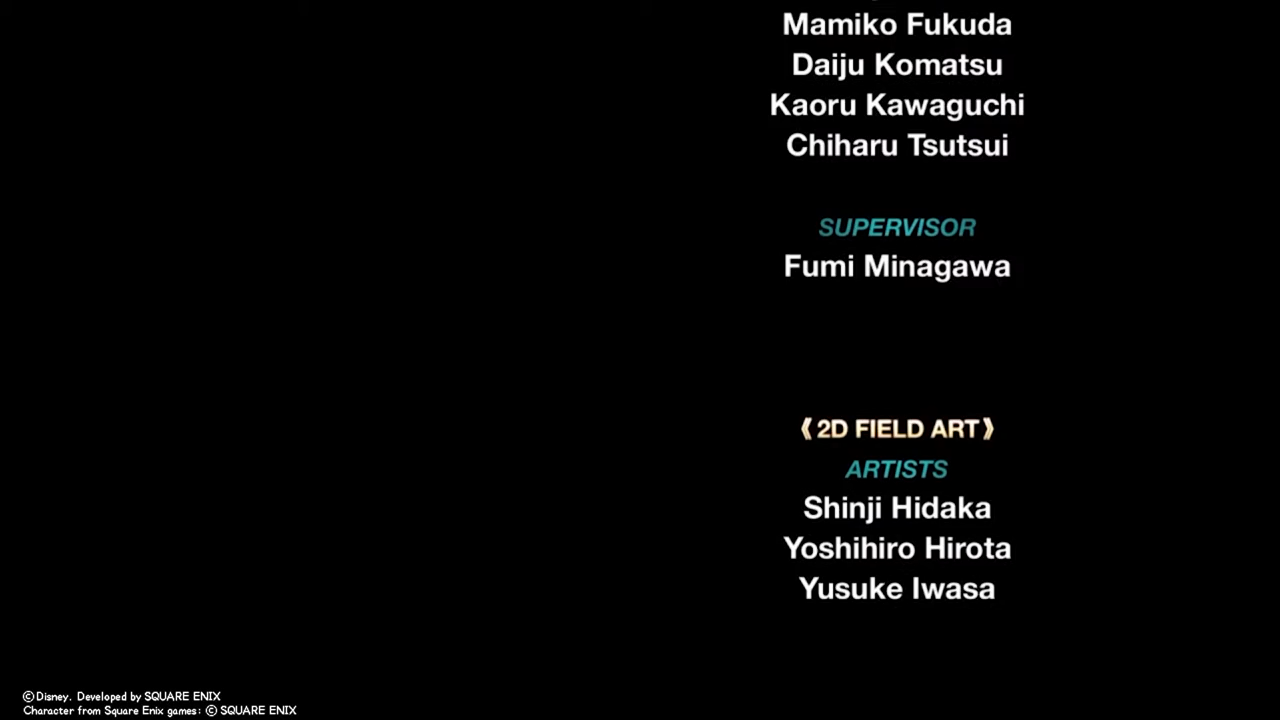 Mamiko Fukuda
Daiju Komatsu
Kaoru Kawaguchi
Chiharu Tsutsui
SUPERVISOR
Fumi Minagawa
《2D FIELD ART》
ARTISTS
Shinji Hidaka
Yoshihiro Hirota
Yusuke Iwasa
©Disney. Developed by SQUARE ENIX
Character from Square Enix games: © SQUARE ENIX